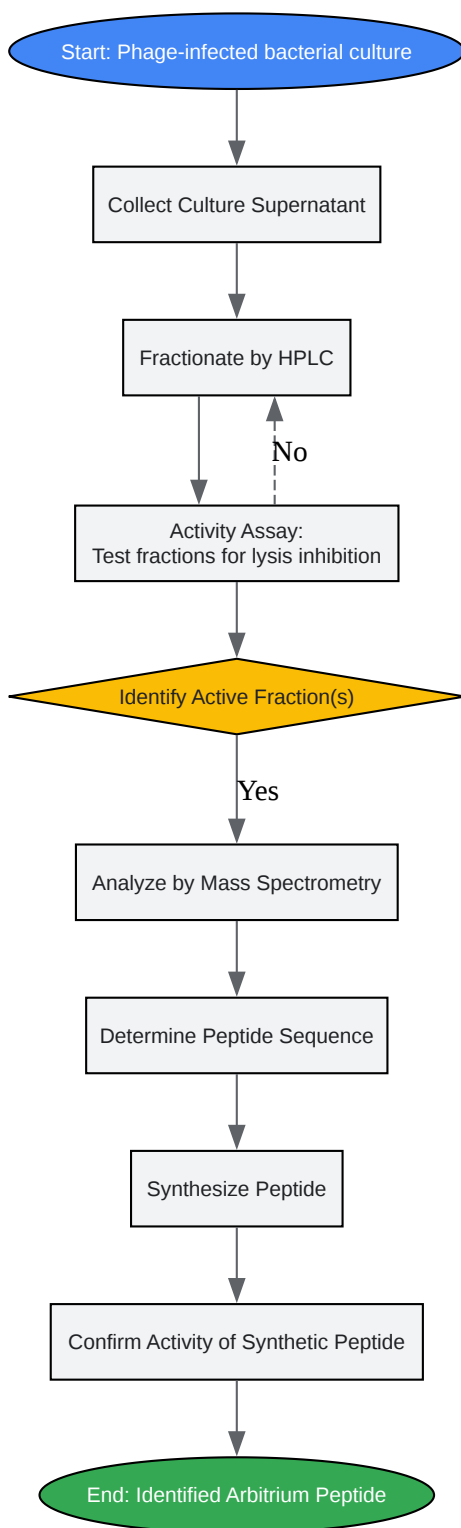 Start: Phage-infected bacterial culture
Collect Culture Supernatant
Fractionate by HPLC
No
Activity Assay:
Test fractions for lysis inhibition
Identify Active Fraction(s)
Yes
Analyze by Mass Spectrometry
Determine Peptide Sequence
Synthesize Peptide
Confirm Activity of Synthetic Peptide
End: Identified Arbitrium Peptide